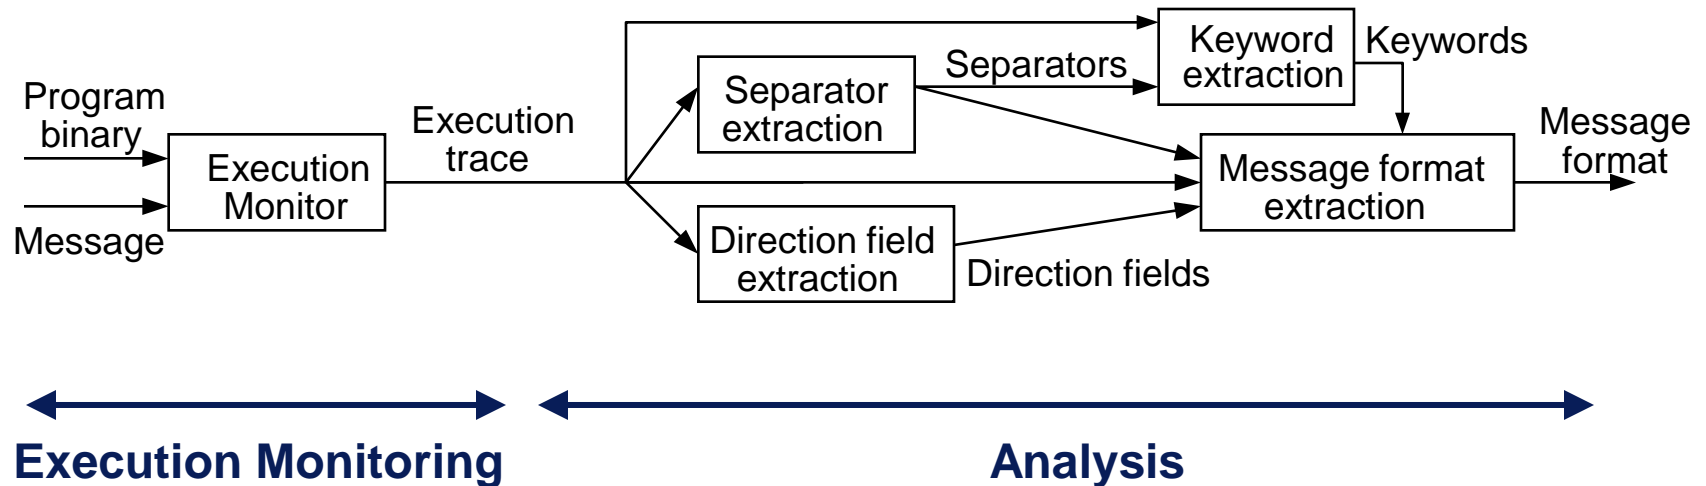 Program
binary
Message
Execution
Monitor
Execution
trace
Separator
extraction
Separators
Direction field
extraction
Direction fields
Keyword
extraction
Keywords
Message format
extraction
Message
format
Execution Monitoring
Analysis